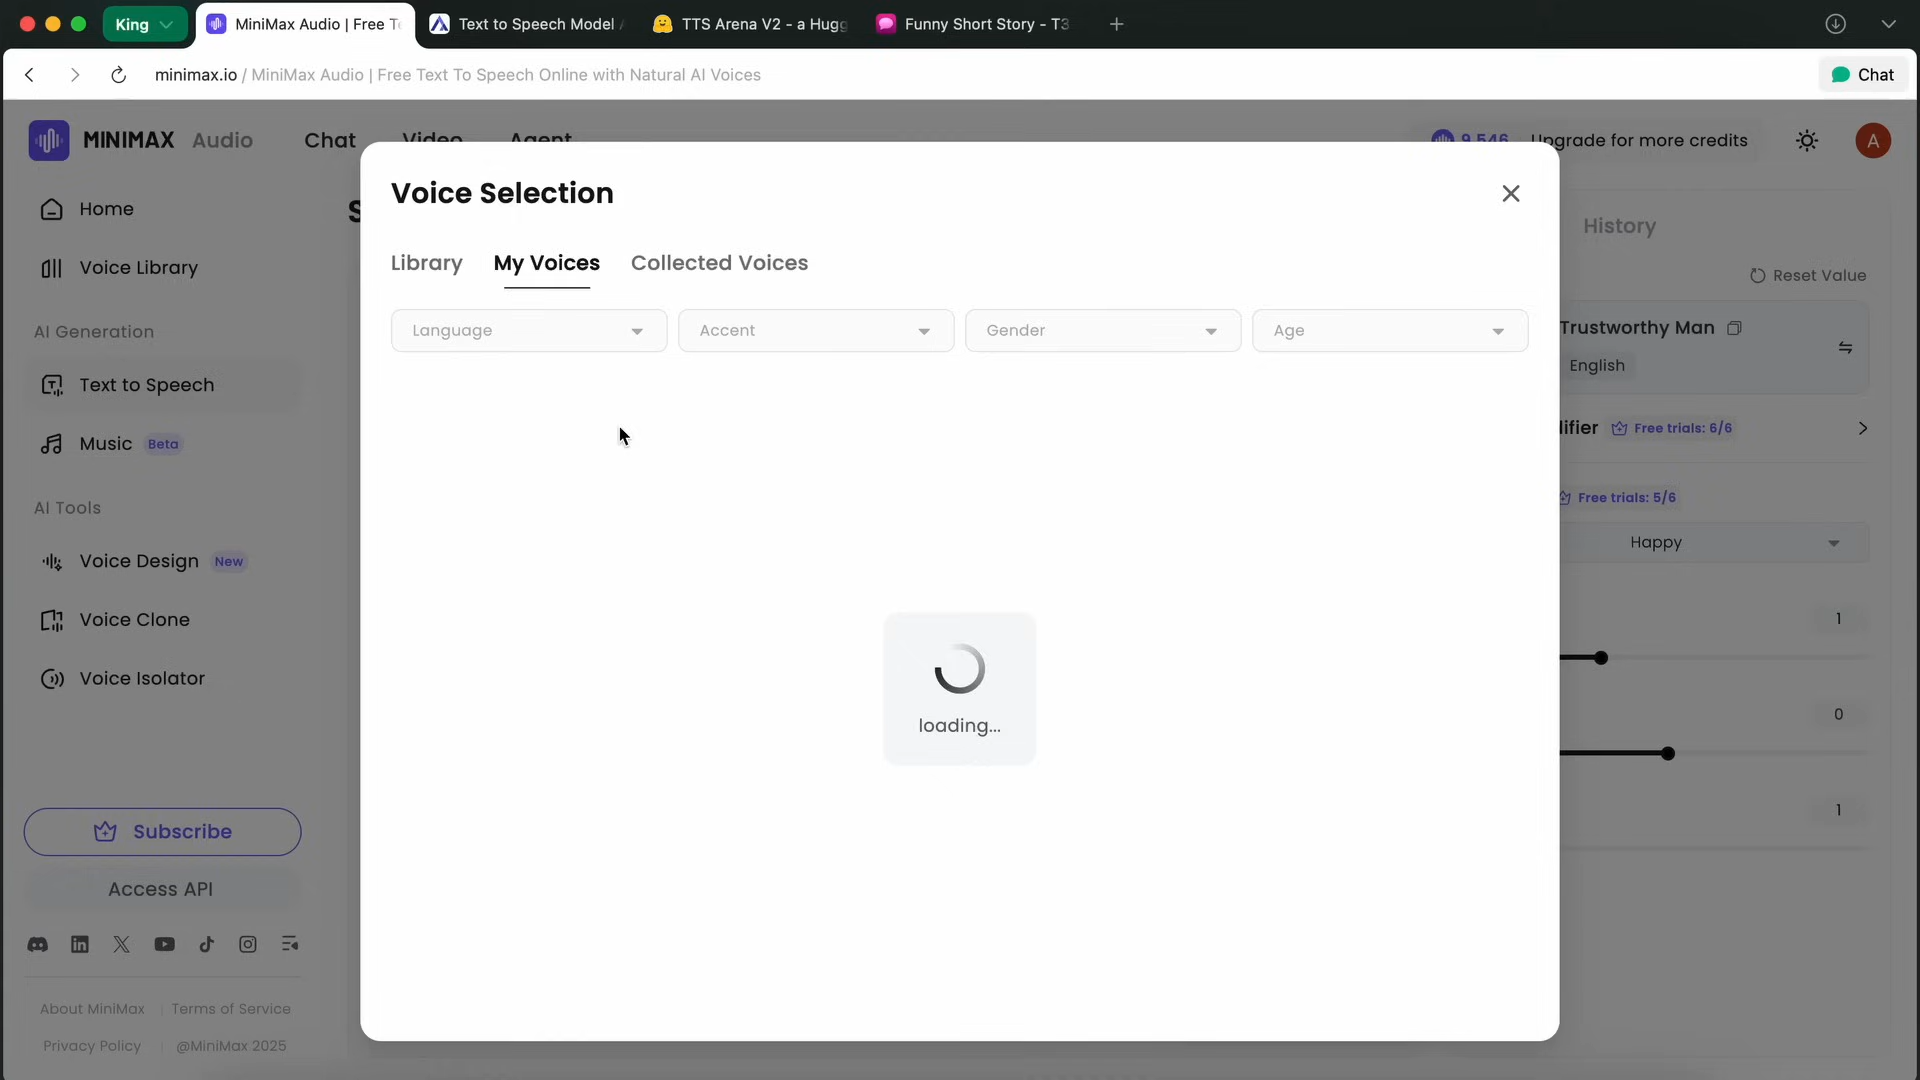 King
MiniMax Audio | Free Te
Text to Speech Model
TTS Arena V2 - a Hugg
Funny Short Story - T3
minimax.io / MiniMax Audio | Free Text To Speech Online with Natural AI Voices
Chat
MINIMAX Audio
Chat
Video
Agent
9,546
Upgrade for more credits
A
Home
Voice Library
AI Generation
Text to Speech
Music Beta
AI Tools
Voice Design New
Voice Clone
Voice Isolator
Subscribe
Access API
About MiniMax
Terms of Service
Privacy Policy
@MiniMax 2025
S
Voice Selection
Library
My Voices
Collected Voices
Language
Accent
Gender
Age
loading...
History
Reset Value
Trustworthy Man
English
ifier
Free trials: 6/6
Free trials: 5/6
Happy
1
0
1